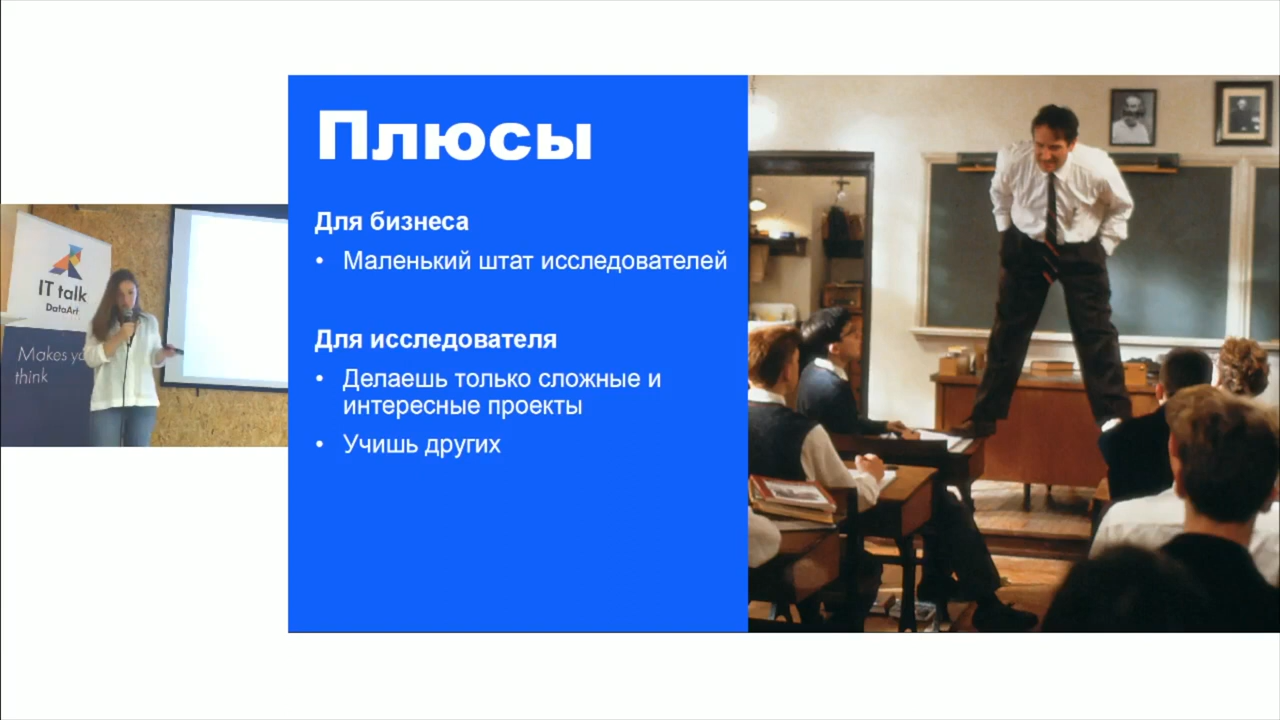 Плюсы
Для бизнеса
• Маленький штат исследователей
Для исследователя
• Делаешь только сложные и
интересные проекты
• Учишь других
IT talk
DataArt
Makes yo
think